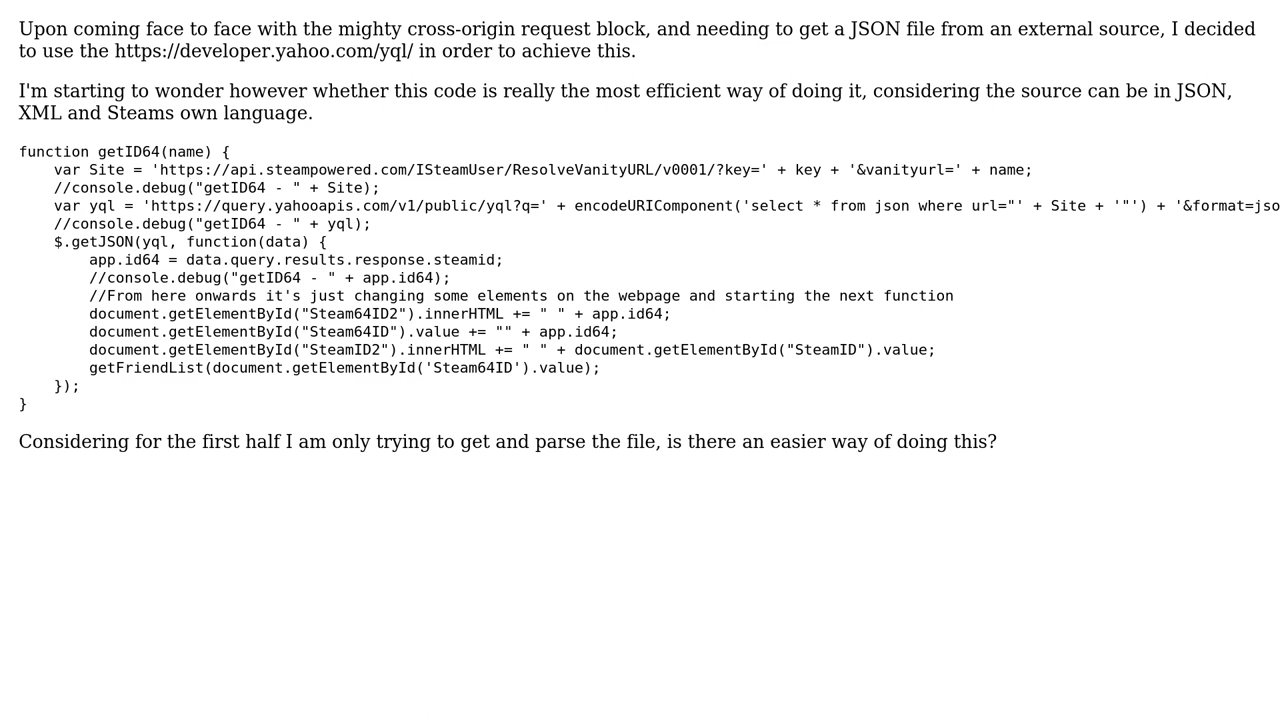 Upon coming face to face with the mighty cross-origin request block, and needing to get a JSON file from an external source, I decided
to use the https://developer.yahoo.com/yql/ in order to achieve this.
I'm starting to wonder however whether this code is really the most efficient way of doing it, considering the source can be in JSON,
XML and Steams own language.
function getID64(name) {
    var Site = 'https://api.steampowered.com/ISteamUser/ResolveVanityURL/v0001/?key=' + key + '&vanityurl=' + name;
    //console.debug("getID64 - " + Site);
    var yql = 'https://query.yahooapis.com/v1/public/yql?q=' + encodeURIComponent('select * from json where url="' + Site + '"') + '&format=jso
    //console.debug("getID64 - " + yql);
    $.getJSON(yql, function(data) {
        app.id64 = data.query.results.response.steamid;
        //console.debug("getID64 - " + app.id64);
        //From here onwards it's just changing some elements on the webpage and starting the next function
        document.getElementById("Steam64ID2").innerHTML += " " + app.id64;
        document.getElementById("Steam64ID").value += "" + app.id64;
        document.getElementById("SteamID2").innerHTML += " " + document.getElementById("SteamID").value;
        getFriendList(document.getElementById('Steam64ID').value);
    });
}
Considering for the first half I am only trying to get and parse the file, is there an easier way of doing this?